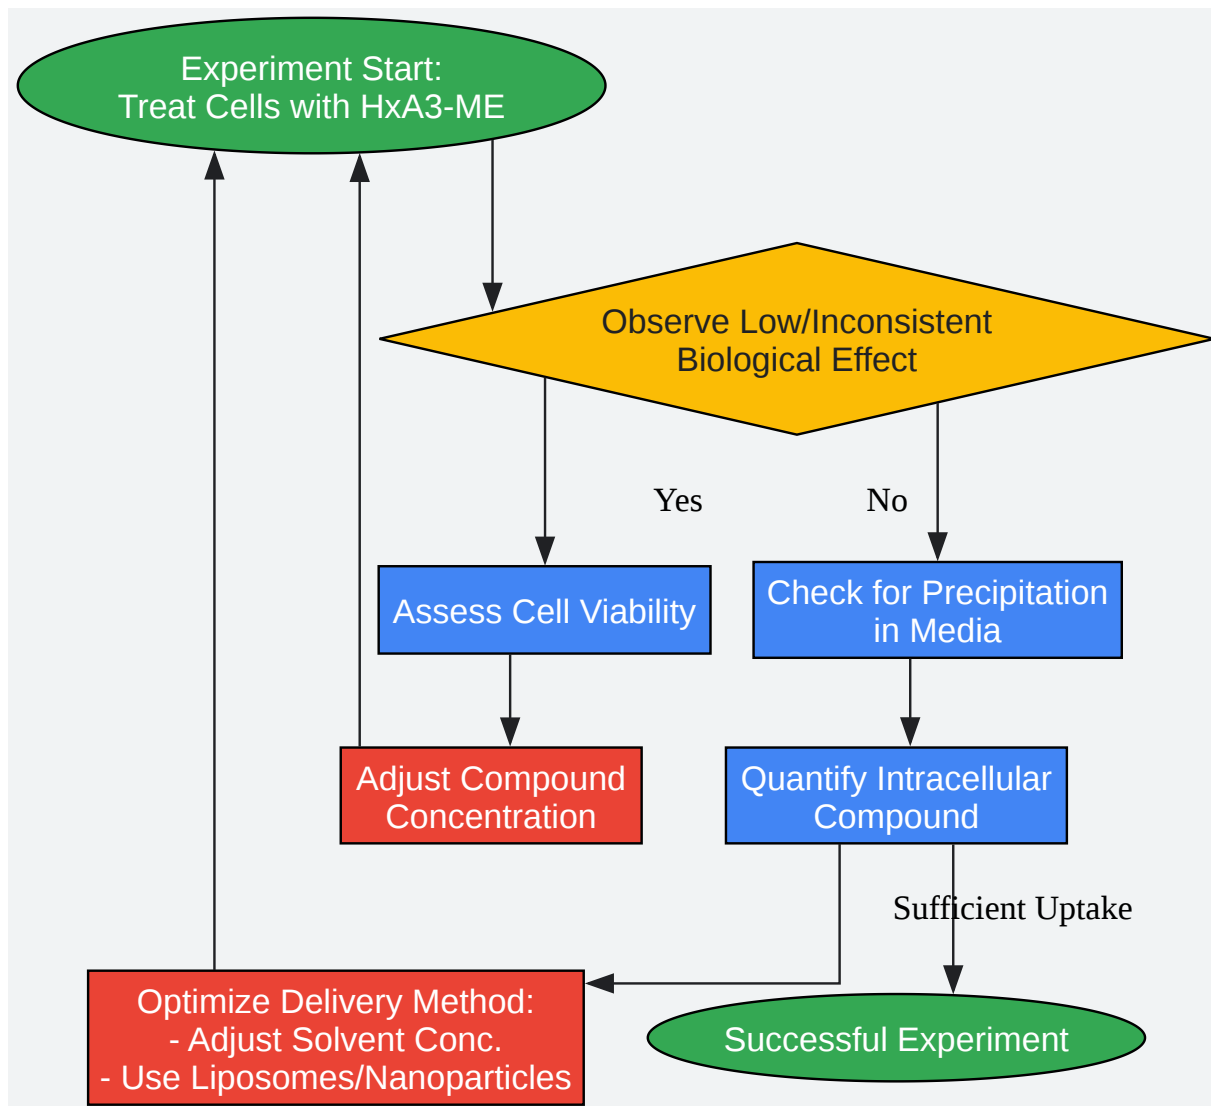 Experiment Start:
Treat Cells with HxA3-ME
Observe Low/Inconsistent
Biological Effect
Yes
No
Assess Cell Viability
Check for Precipitation
in Media
Adjust Compound
Concentration
Quantify Intracellular
Compound
Sufficient Uptake
Optimize Delivery Method:
- Adjust Solvent Conc.
- Use Liposomes/Nanoparticles
Successful Experiment